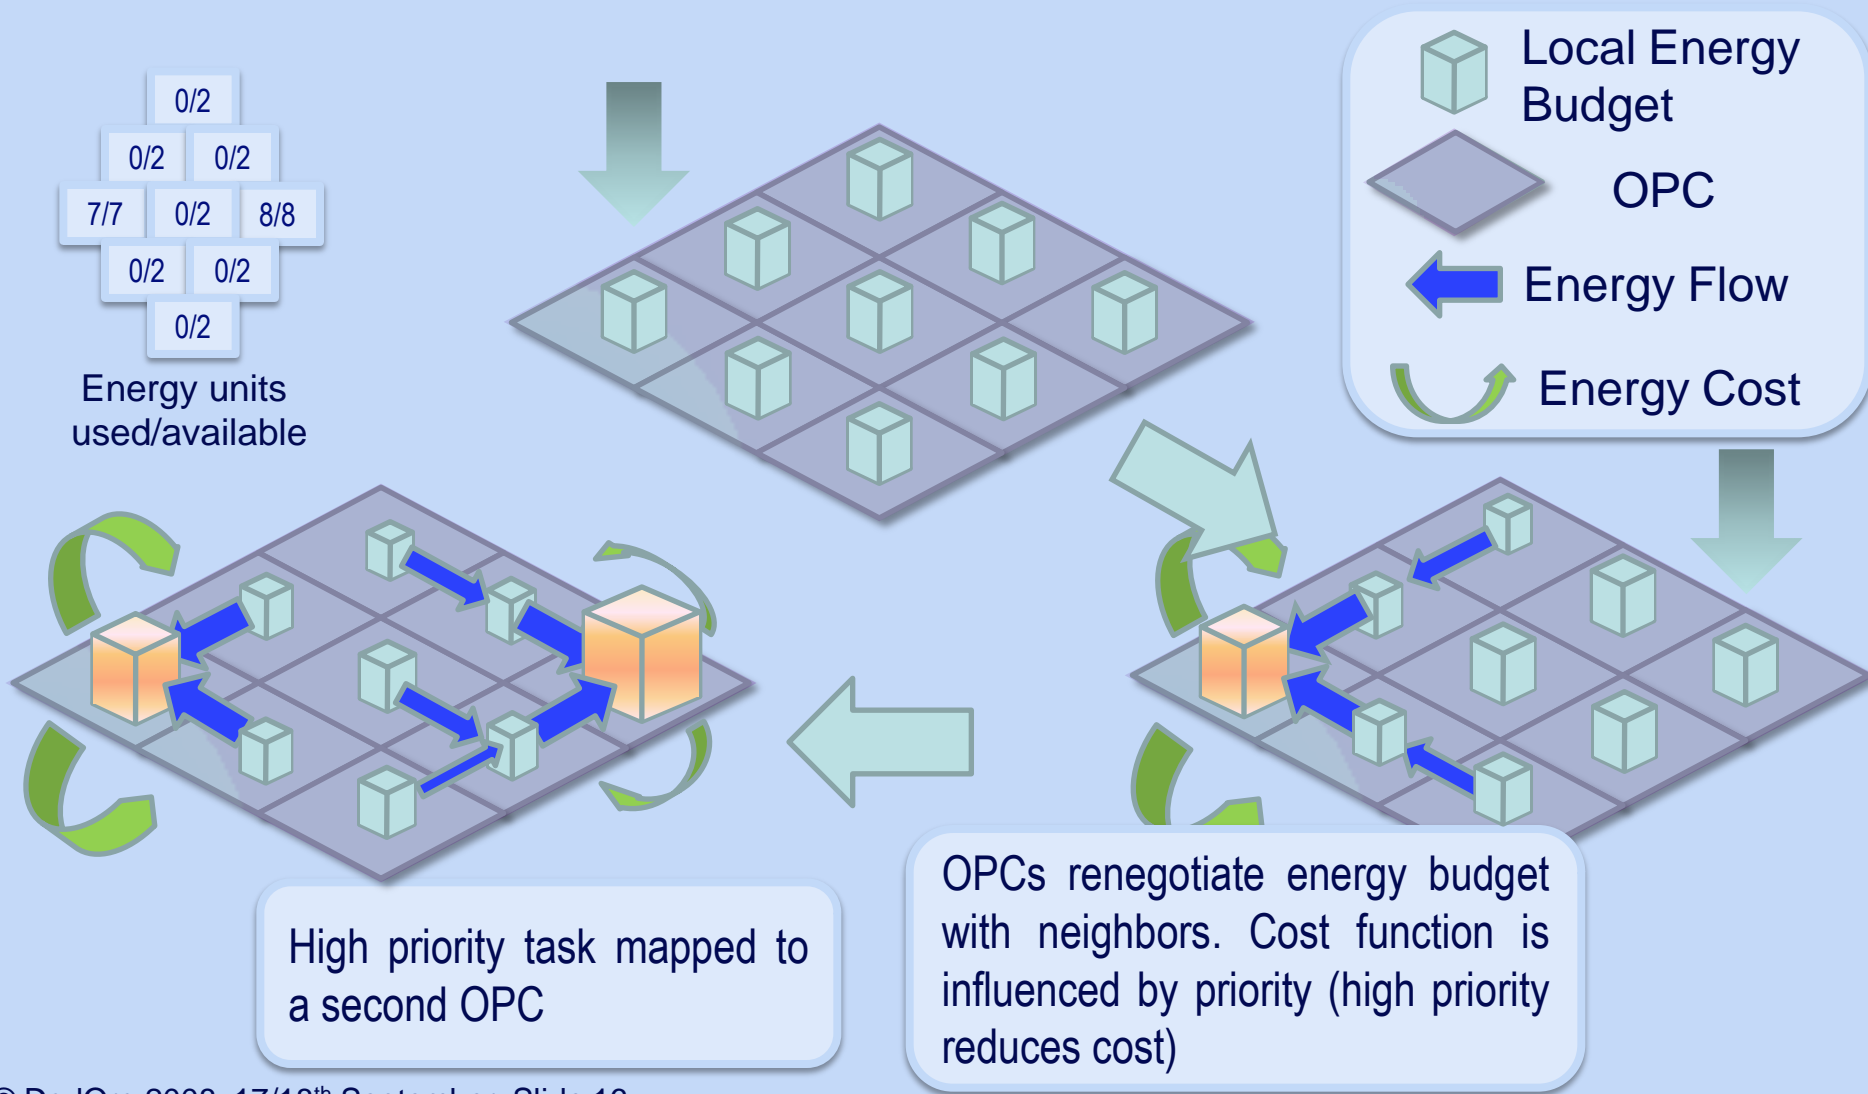 0/2
0/2 0/2
7/7 0/2 8/8
0/2 0/2
0/2
Energy units
used/available
Local Energy
Budget
OPC
Energy Flow
Energy Cost
High priority task mapped to
a second OPC
OPCs renegotiate energy budget
with neighbors. Cost function is
influenced by priority (high priority
reduces cost)